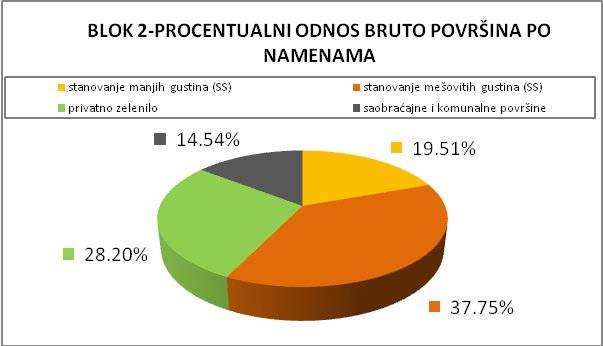 BLOK 2-PROCENTUALNI ODNOS BRUTO POVRŠINA PO
NAMENAMA
stanovanje manjih gustina (SS)
stanovanje mešovitih gustina (SS)
privatno zelenilo
saobraćajne i komunalne površine
14.54%
19.51%
28.20%
37.75%